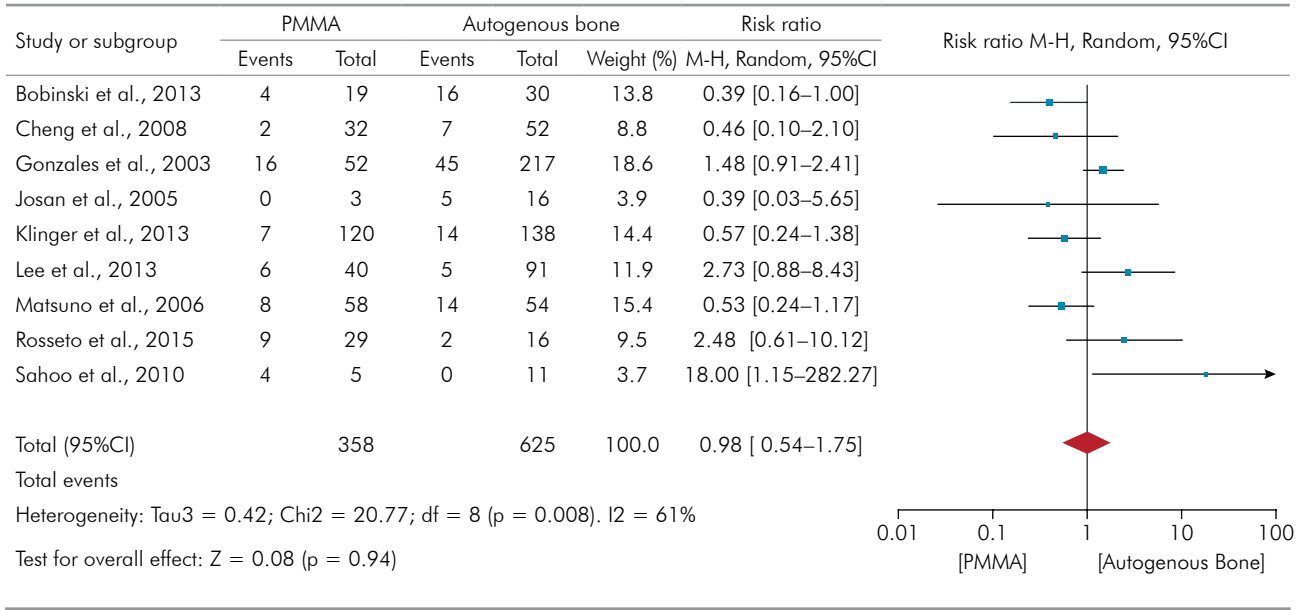 Study or subgroup PMMA Autogenous bone Risk ratio Risk ratio M-H, Random, 95%CI
Events Total Events Total Weight (%) M-H, Random, 95%CI
Bobinski et al., 2013 4 19 16 30 13.8 0.39 [0.16–1.00]
Cheng et al., 2008 2 32 7 52 8.8 0.46 [0.10–2.10]
Gonzales et al., 2003 16 52 45 217 18.6 1.48 [0.91–2.41]
Josan et al., 2005 0 3 5 16 3.9 0.39 [0.03–5.65]
Klinger et al., 2013 7 120 14 138 14.4 0.57 [0.24–1.38]
Lee et al., 2013 6 40 5 91 11.9 2.73 [0.88–8.43]
Matsuno et al., 2006 8 58 14 54 15.4 0.53 [0.24–1.17]
Rosseto et al., 2015 9 29 2 16 9.5 2.48 [0.61–10.12]
Sahoo et al., 2010 4 5 0 11 3.7 18.00 [1.15–282.27]
Total (95%CI) 358 625 100.0 0.98 [ 0.54–1.75]
Total events
Heterogeneity: Tau3 = 0.42; Chi2 = 20.77; df = 8 (p = 0.008). I2 = 61%
Test for overall effect: Z = 0.08 (p = 0.94)
0.01 0.1 1 10 100
[PMMA] [Autogenous Bone]